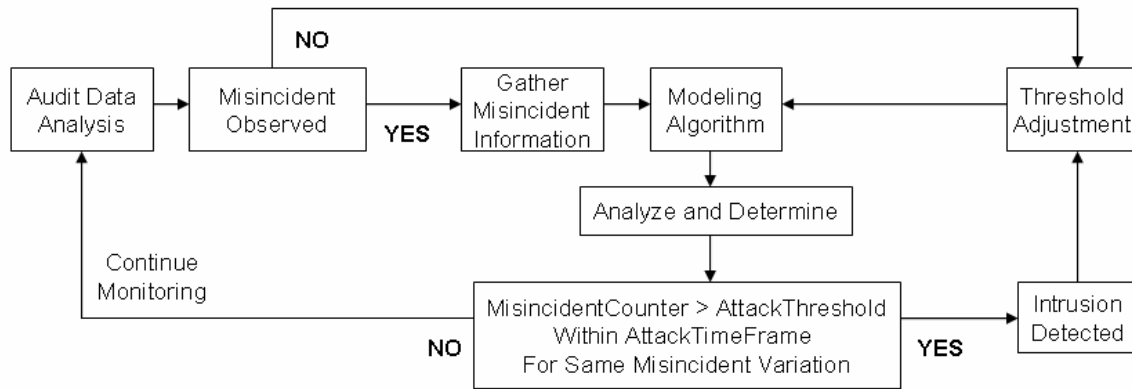 NO
Audit Data
Analysis
Misincident
Observed
YES
Gather
Misincident
Information
Modeling
Algorithm
Threshold
Adjustment
Analyze and Determine
Continue
Monitoring
MisincidentCounter > AttackThreshold
Within AttackTimeFrame
For Same Misincident Variation
NO
YES
Intrusion
Detected